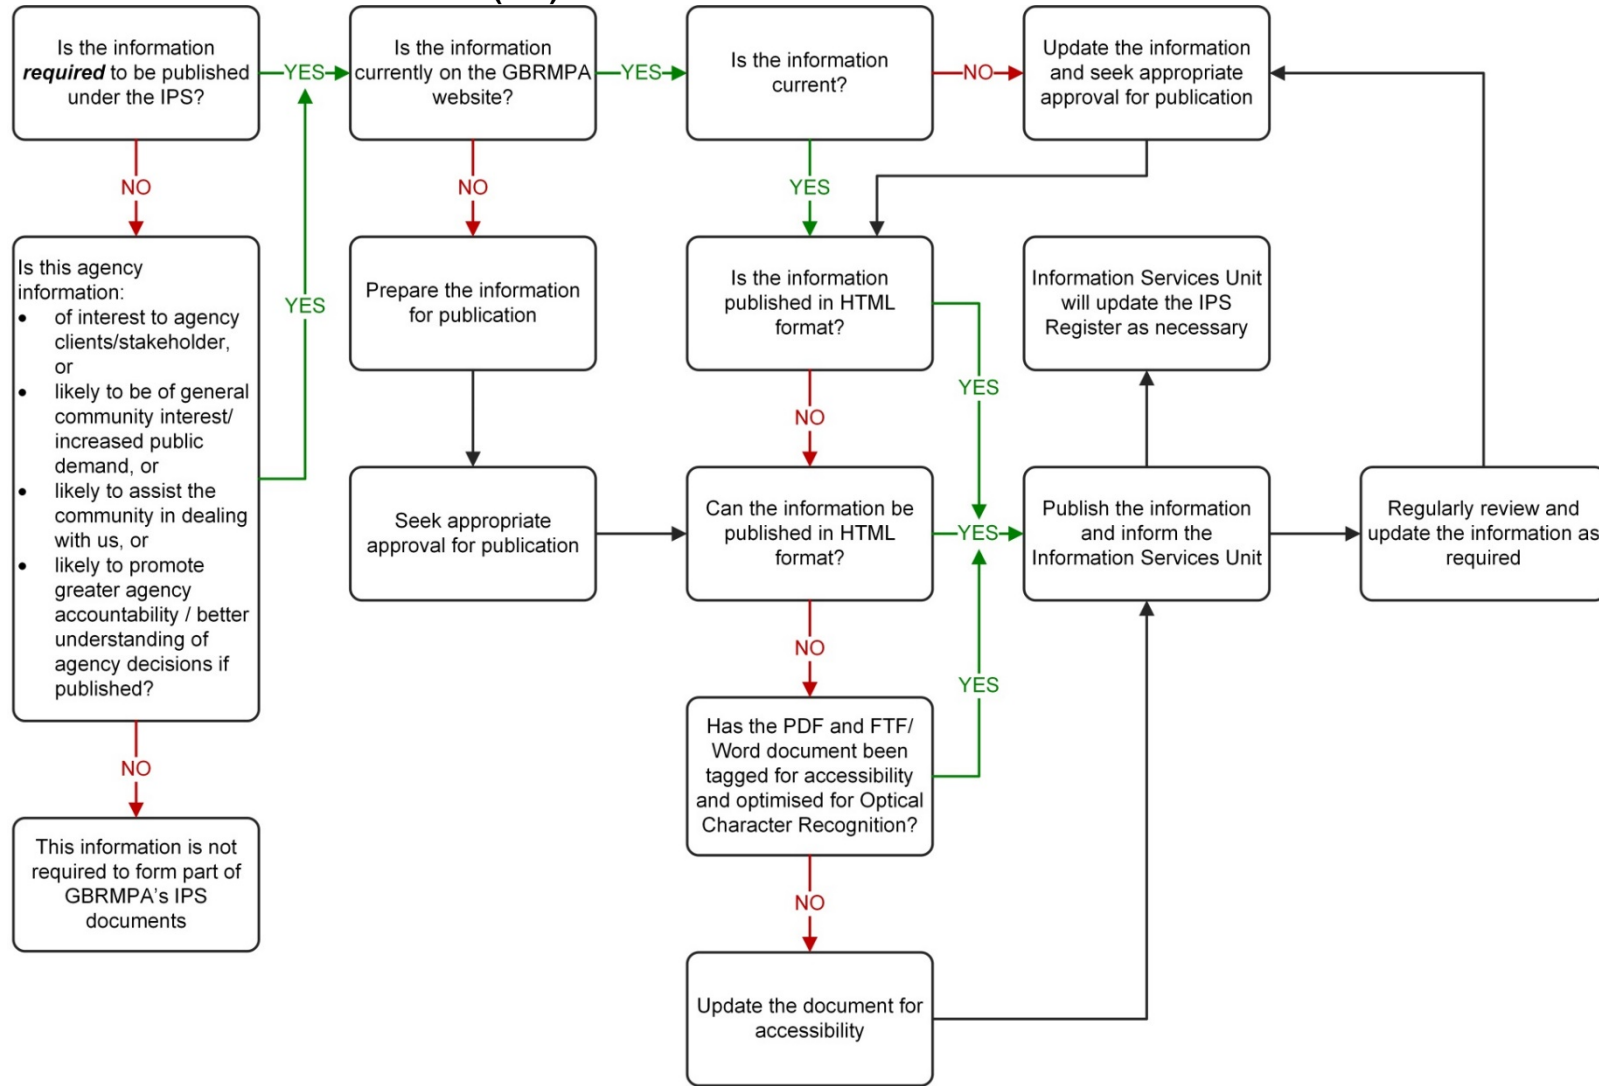 Is the information
required to be published
under the IPS?
YES
Is the information
currently on the GBRMPA
website?
YES
Is the information
current?
NO
Update the information
and seek appropriate
approval for publication
NO
NO
YES
Is this agency
information:
• of interest to agency
clients/stakeholder,
or
• likely to be of general
community interest/
increased public
demand, or
• likely to assist the
community in dealing
with us, or
• likely to promote
greater agency
accountability / better
understanding of
agency decisions if
published?
YES
Prepare the information
for publication
Is the information
published in HTML
format?
YES
Information Services Unit
will update the IPS
Register as necessary
NO
Seek appropriate
approval for publication
Can the information be
published in HTML
format?
YES
Publish the information
and inform the
Information Services Unit
Regularly review and
update the information as
required
NO
YES
Has the PDF and FTF/
Word document been
tagged for accessibility
and optimised for Optical
Character Recognition?
NO
This information is not
required to form part of
GBRMPA's IPS
documents
NO
Update the document for
accessibility